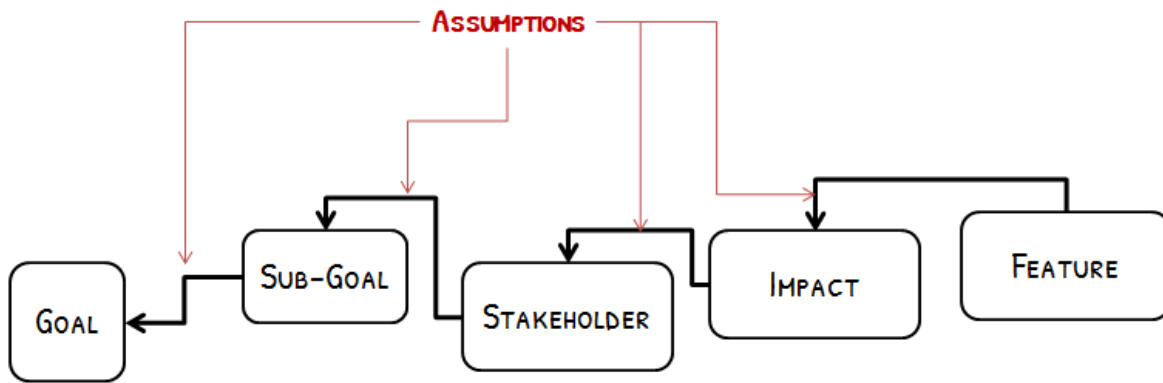 ASSUMPTIONS
GOAL
SUB-GOAL
STAKEHOLDER
IMPACT
FEATURE